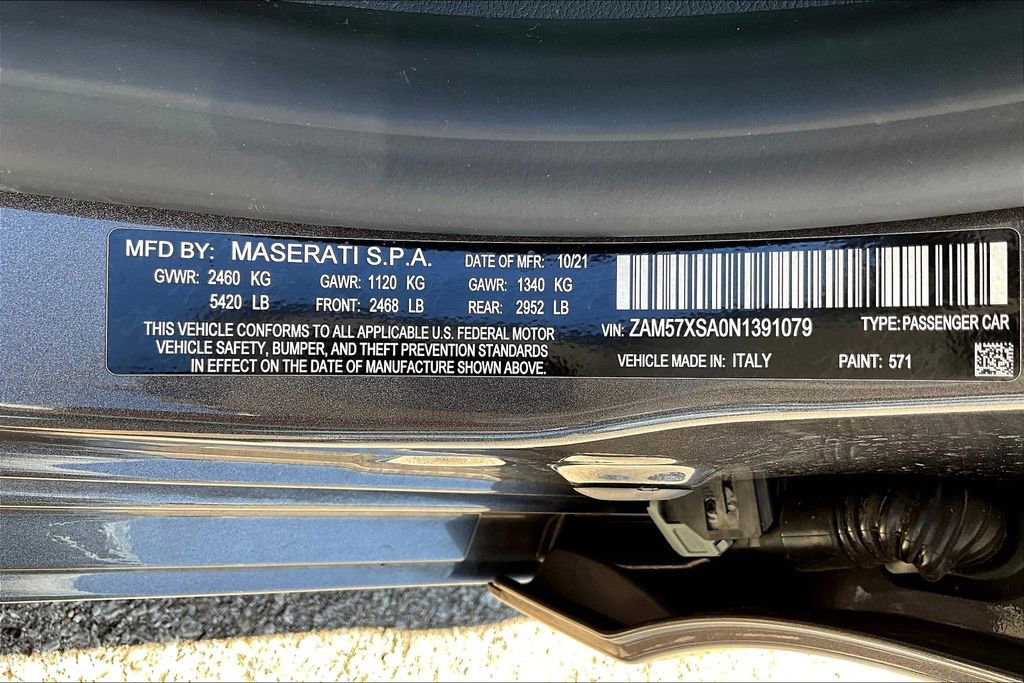 MFD BY: MASERATI S.P.A. DATE OF MFR: 10/21
GVWR: 2460 KG GAWR: 1120 KG GAWR: 1340 KG
5420 LB FRONT: 2468 LB REAR: 2952 LB
THIS VEHICLE CONFORMS TO ALL APPLICABLE U.S. FEDERAL MOTOR
VEHICLE SAFETY, BUMPER, AND THEFT PREVENTION STANDARDS
IN EFFECT ON THE DATE OF MANUFACTURE SHOWN ABOVE.
VIN: ZAM57XSA0N1391079 TYPE: PASSENGER CAR
VEHICLE MADE IN: ITALY PAINT: 571